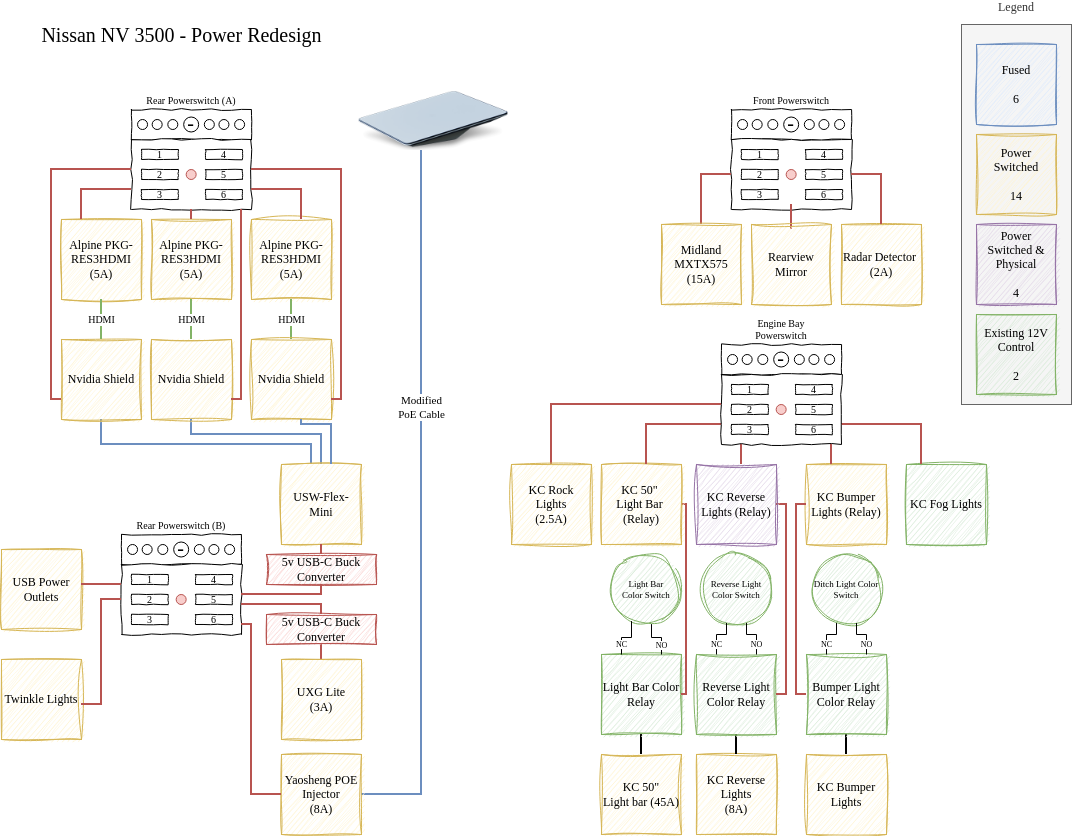 Legend
Nissan NV 3500 - Power Redesign
Fused
6
Power
Switched
14
Power
Switched &
Physical
4
Existing 12V
Control
2
Rear Powerswitch (A)
1
2
3
4
5
6
Alpine PKG-
RES3HDMI
(5A)
Alpine PKG-
RES3HDMI
(5A)
Alpine PKG-
RES3HDMI
(5A)
HDMI
HDMI
HDMI
Nvidia Shield
Nvidia Shield
Nvidia Shield
Modified
PoE Cable
USW-Flex-
Mini
Rear Powerswitch (B)
1
2
3
4
5
6
5v USB-C Buck
Converter
5v USB-C Buck
Converter
USB Power
Outlets
Twinkle Lights
UXG Lite
(3A)
Yaosheng POE
Injector
(8A)
Front Powerswitch
1
2
3
4
5
6
Midland
MXTX575
(15A)
Rearview
Mirror
Radar Detector
(2A)
Engine Bay
Powerswitch
1
2
3
4
5
6
KC Rock
Lights
(2.5A)
KC 50"
Light Bar
(Relay)
KC Reverse
Lights (Relay)
KC Bumper
Lights (Relay)
KC Fog Lights
Light Bar
Color Switch
Reverse Light
Color Switch
Ditch Light Color
Switch
NC
NO
NC
NO
NC
NO
Light Bar Color
Relay
Reverse Light
Color Relay
Bumper Light
Color Relay
KC 50"
Light bar (45A)
KC Reverse
Lights
(8A)
KC Bumper
Lights